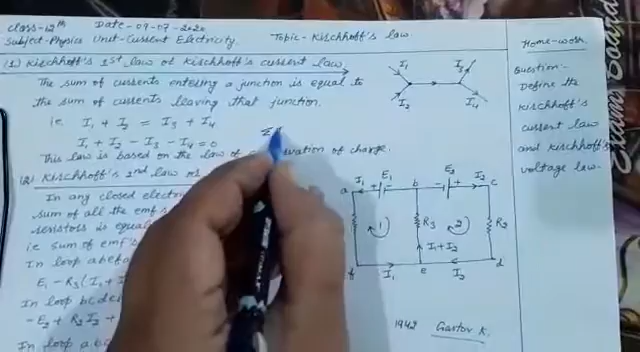 class-12th Date-09-07-2020
Subject-Physics Unit-Current Electricity. Topic-Kirchhoff's law
(1) Kirchhoff's 1st law or Kirchhoff's current law.
The sum of currents entering a junction is equal to
the sum of currents leaving that junction.
i.e. I1 + I2 = I3 + I4
I1 + I2 - I3 - I4 = 0
This law is based on the law of conservation of charge.
(2) Kirchhoff's 2nd law or
In any closed
sum of all the emf's
resistors is equal
i.e sum of emf's
In loop abefa
E1 - R3(I1 + I
In loop bcdeb
-E2 + R2 I2 +
In loop abc
I1 I3
I2 I4
a I1 + E1 - b - E2 + I2 c
1 R3 2 R2
I1 + I2
f I1 e I2 d
1942 Gastov K.
Home-work
Question-
Define the
Kirchhoff's
current law
and Kirchhoff's
voltage law-
Exam Board